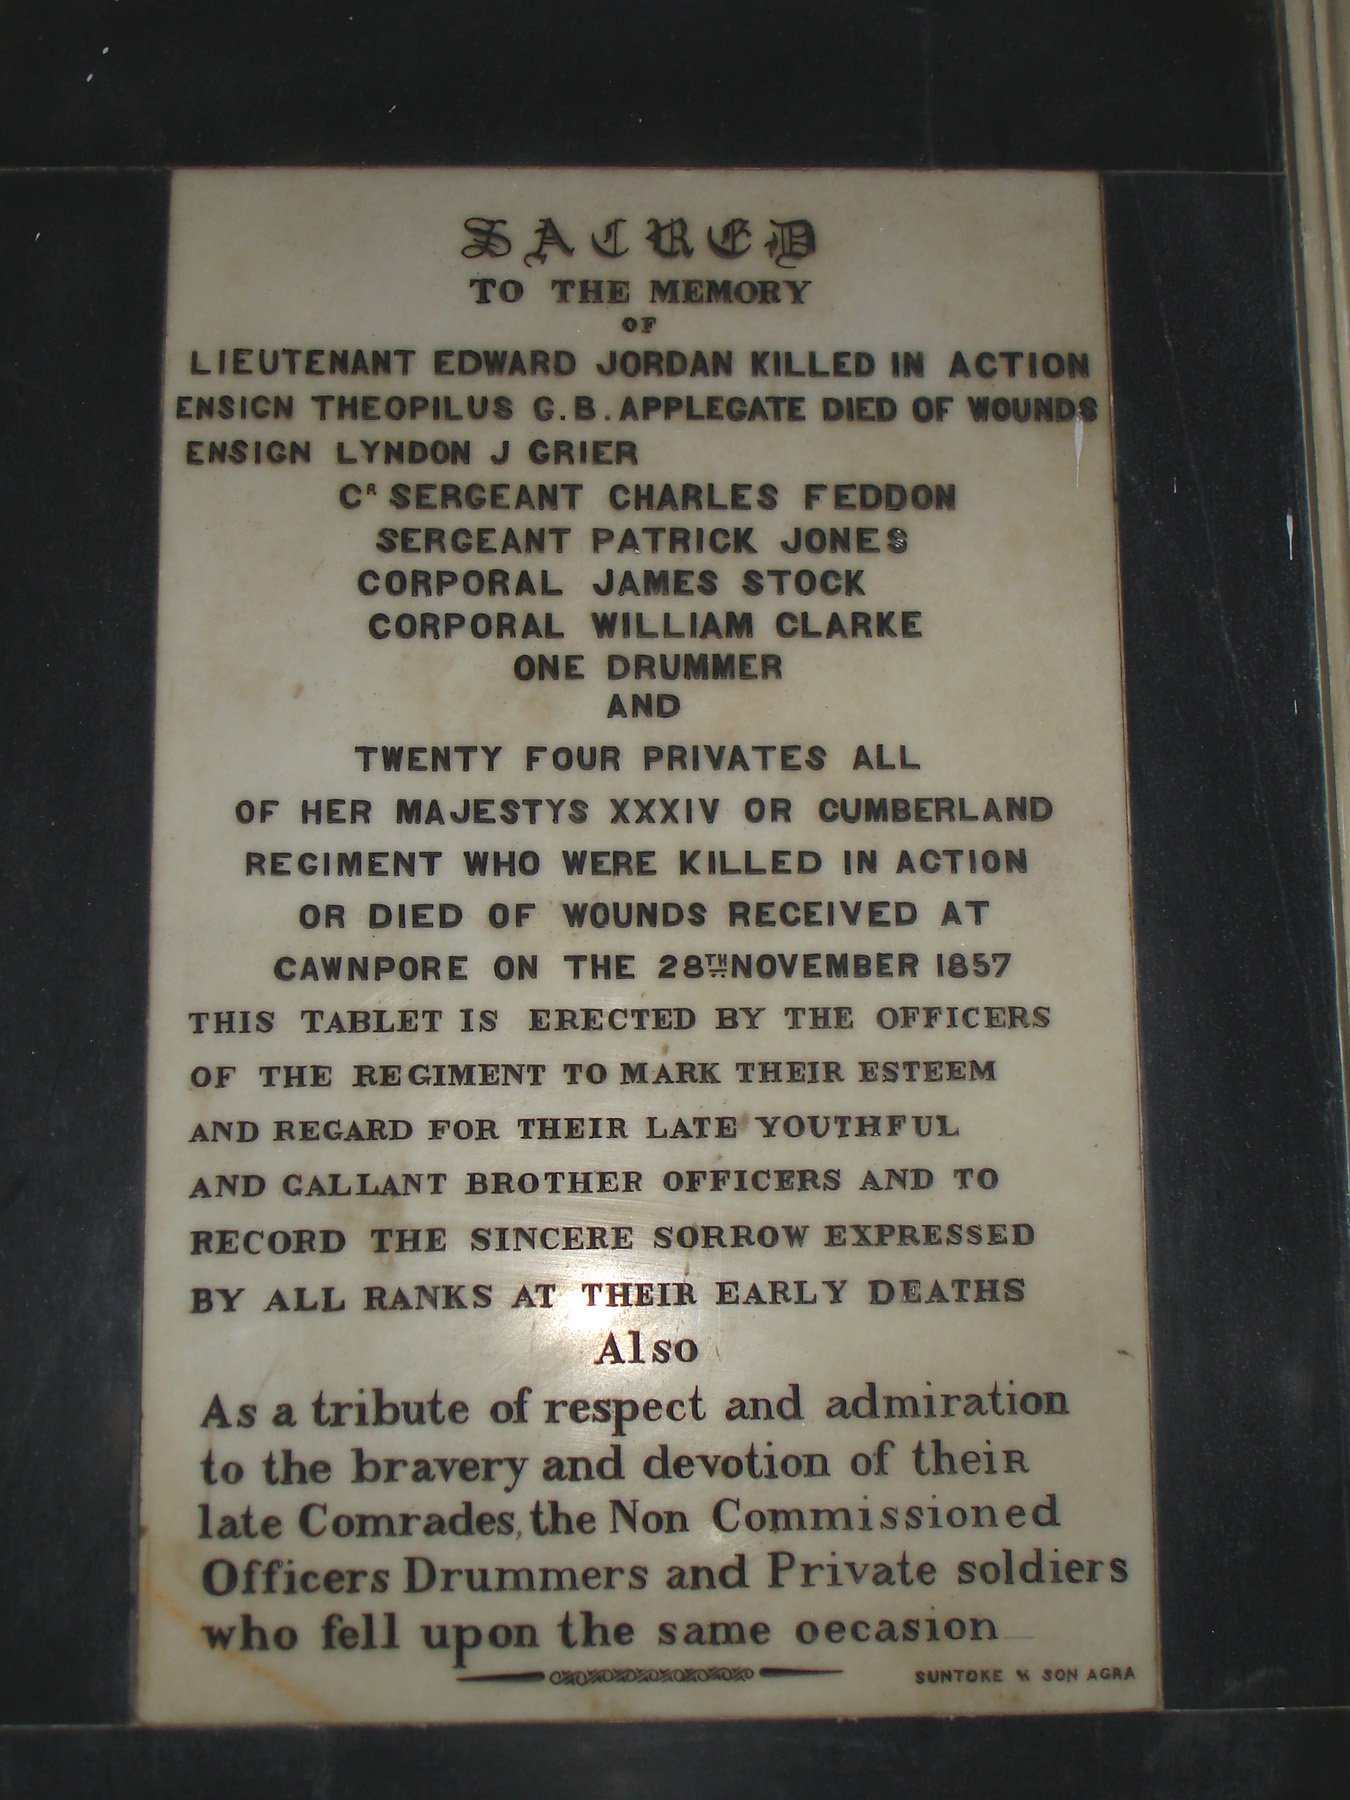 SACRED
TO THE MEMORY
OF
LIEUTENANT EDWARD JORDAN KILLED IN ACTION
ENSIGN THEOPILUS G.B. APPLEGATE DIED OF WOUNDS
ENSIGN LYNDON J GRIER
Cᴿ SERGEANT CHARLES FEDDON
SERGEANT PATRICK JONES
CORPORAL JAMES STOCK
CORPORAL WILLIAM CLARKE
ONE DRUMMER
AND
TWENTY FOUR PRIVATES ALL
OF HER MAJESTYS XXXIV OR CUMBERLAND
REGIMENT WHO WERE KILLED IN ACTION
OR DIED OF WOUNDS RECEIVED AT
CAWNPORE ON THE 28TH NOVEMBER 1857
THIS TABLET IS ERECTED BY THE OFFICERS
OF THE REGIMENT TO MARK THEIR ESTEEM
AND REGARD FOR THEIR LATE YOUTHFUL
AND GALLANT BROTHER OFFICERS AND TO
RECORD THE SINCERE SORROW EXPRESSED
BY ALL RANKS AT THEIR EARLY DEATHS
Also
As a tribute of respect and admiration
to the bravery and devotion of theiR
late Comrades, the Non Commissioned
Officers Drummers and Private soldiers
who fell upon the same oecasion
SUNTOKE & SON AGRA